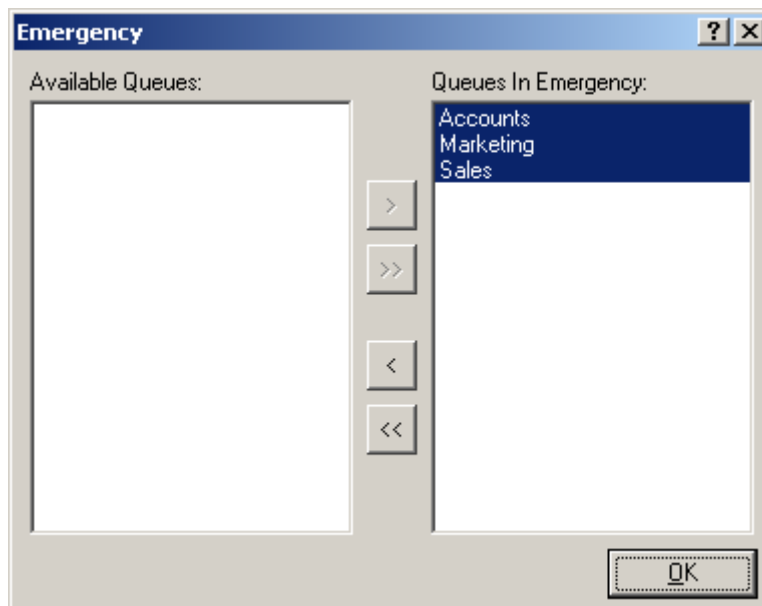 Emergency
Available Queues:
Queues In Emergency:
Accounts
Marketing
Sales
>
>>
<
<<
OK